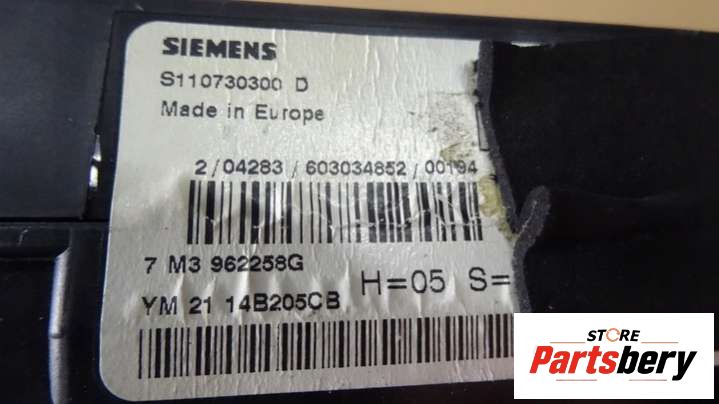 SIEMENS
S110730300 D
Made in Europe
2/04283/603034852/00194
7 M3 962258G
H=05 S=
YM 21 14B205CB
STORE
Partsbery